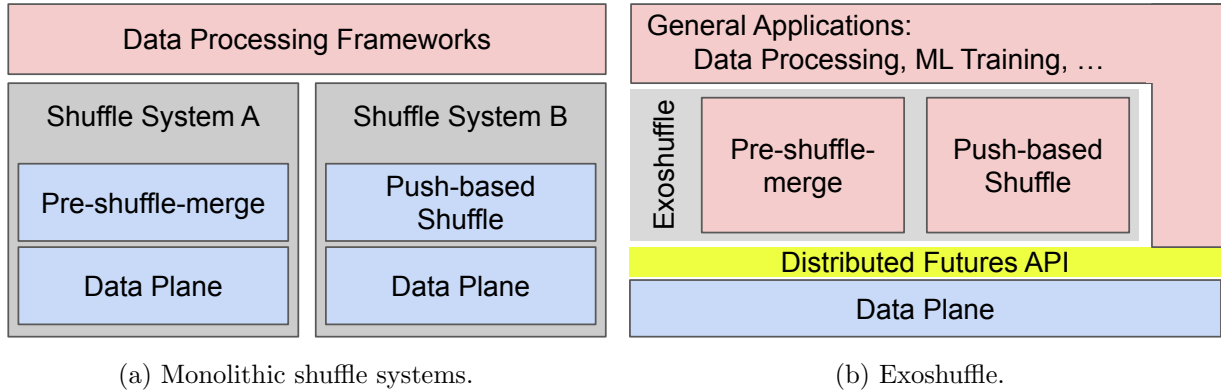 Data Processing Frameworks
Shuffle System A
Pre-shuffle-merge
Data Plane
Shuffle System B
Push-based
Shuffle
Data Plane
(a) Monolithic shuffle systems.
General Applications:
Data Processing, ML Training, …
Exoshuffle
Pre-shuffle-
merge
Push-based
Shuffle
Distributed Futures API
Data Plane
(b) Exoshuffle.